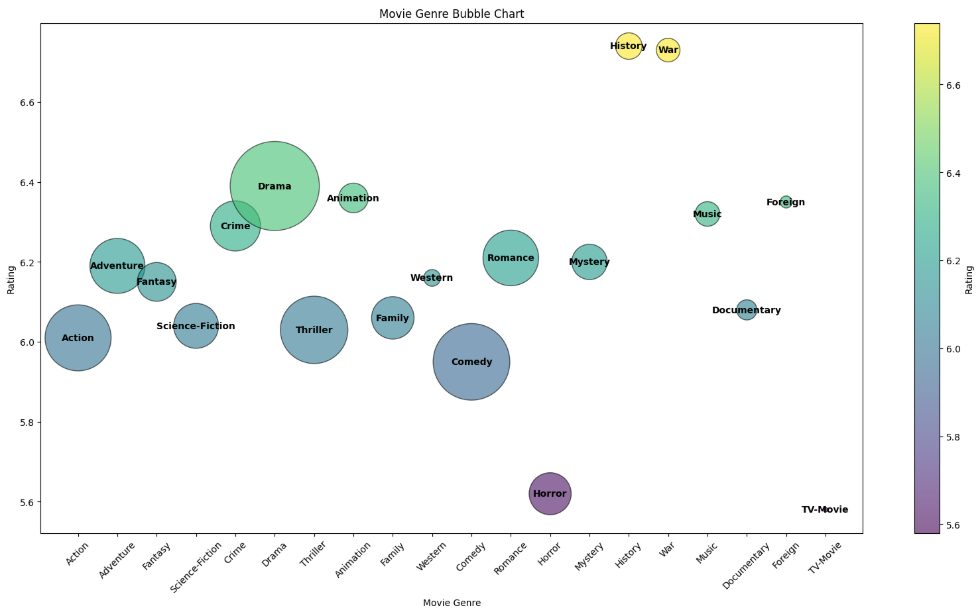 Movie Genre Bubble Chart
History
War
6.6
6.6
6.4
6.4
Drama
Animation
Foreign
Music
Crime
6.2
6.2
Adventure
Romance
Mystery
Fantasy
Western
Rating
Rating
Documentary
Family
Science-Fiction
Thriller
Action
6.0
6.0
Comedy
5.8
5.8
Horror
5.6
5.6
TV-Movie
Action
Adventure
Fantasy
Science-Fiction
Crime
Drama
Thriller
Animation
Family
Western
Comedy
Romance
Horror
Mystery
History
War
Music
Documentary
Foreign
TV-Movie
Movie Genre